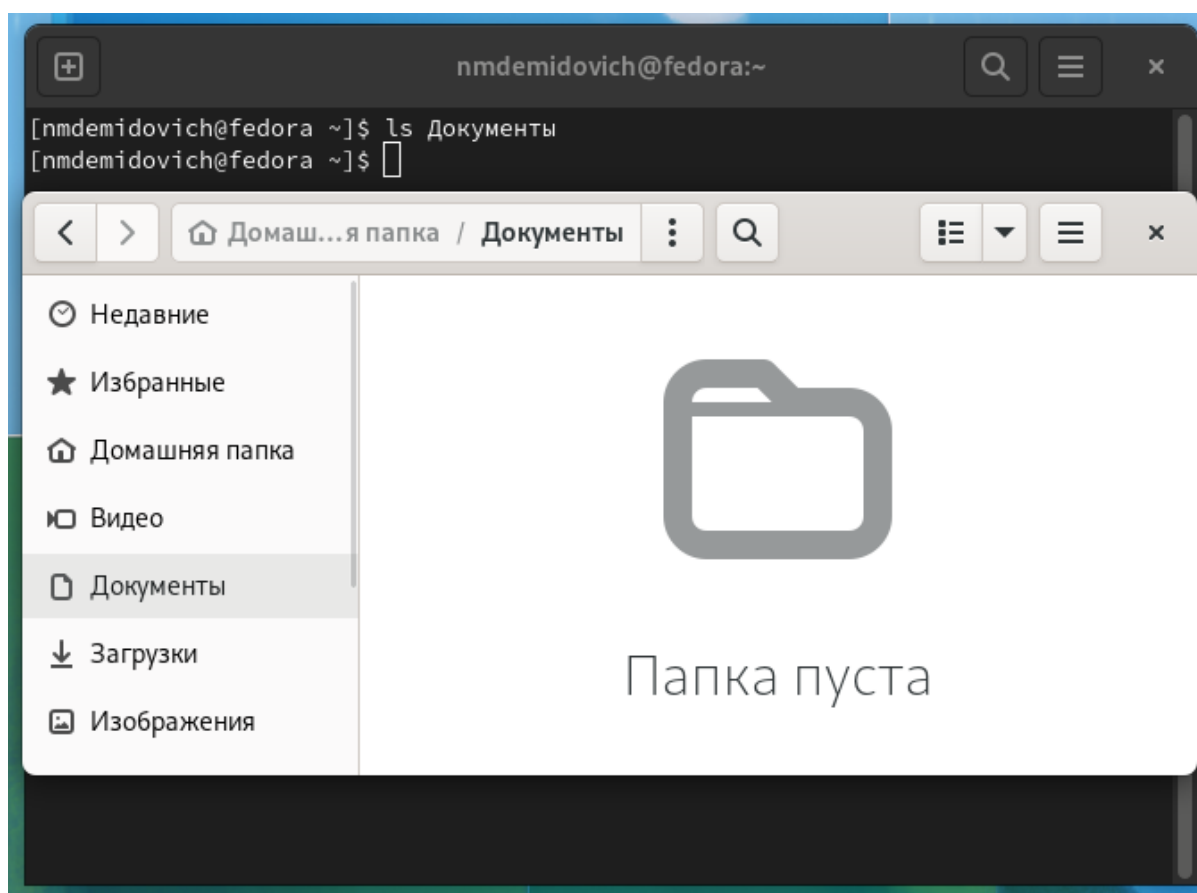 nmdemidovich@fedora:~
[nmdemidovich@fedora ~]$ ls Документы
[nmdemidovich@fedora ~]$
Домаш...я папка / Документы
Недавние
Избранные
Домашняя папка
Видео
Документы
Загрузки
Изображения
Папка пуста